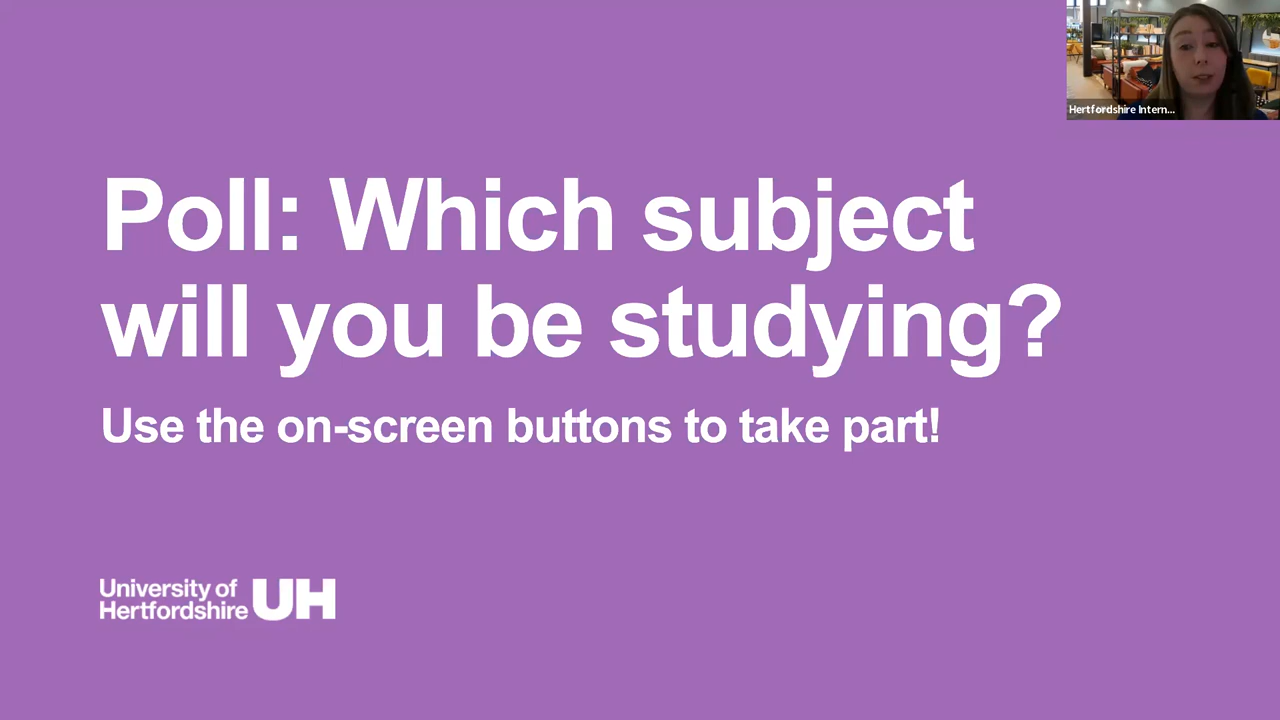 Hertfordshire Intern...
Poll: Which subject
will you be studying?
Use the on-screen buttons to take part!
University of
Hertfordshire UH